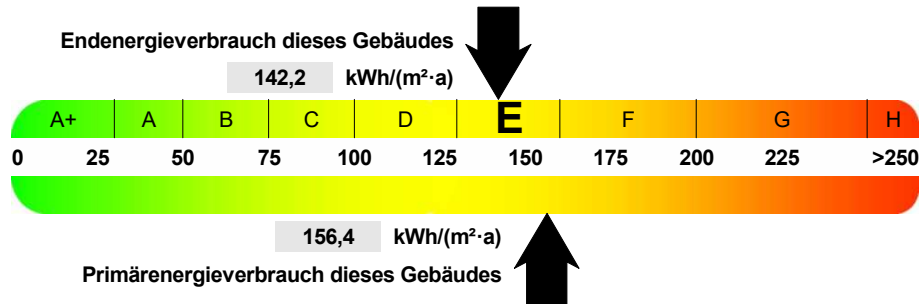 Endenergieverbrauch dieses Gebäudes
142,2 kWh/(m²·a)
A+ A B C D E F G H
0 25 50 75 100 125 150 175 200 225 >250
156,4 kWh/(m²·a)
Primärenergieverbrauch dieses Gebäudes